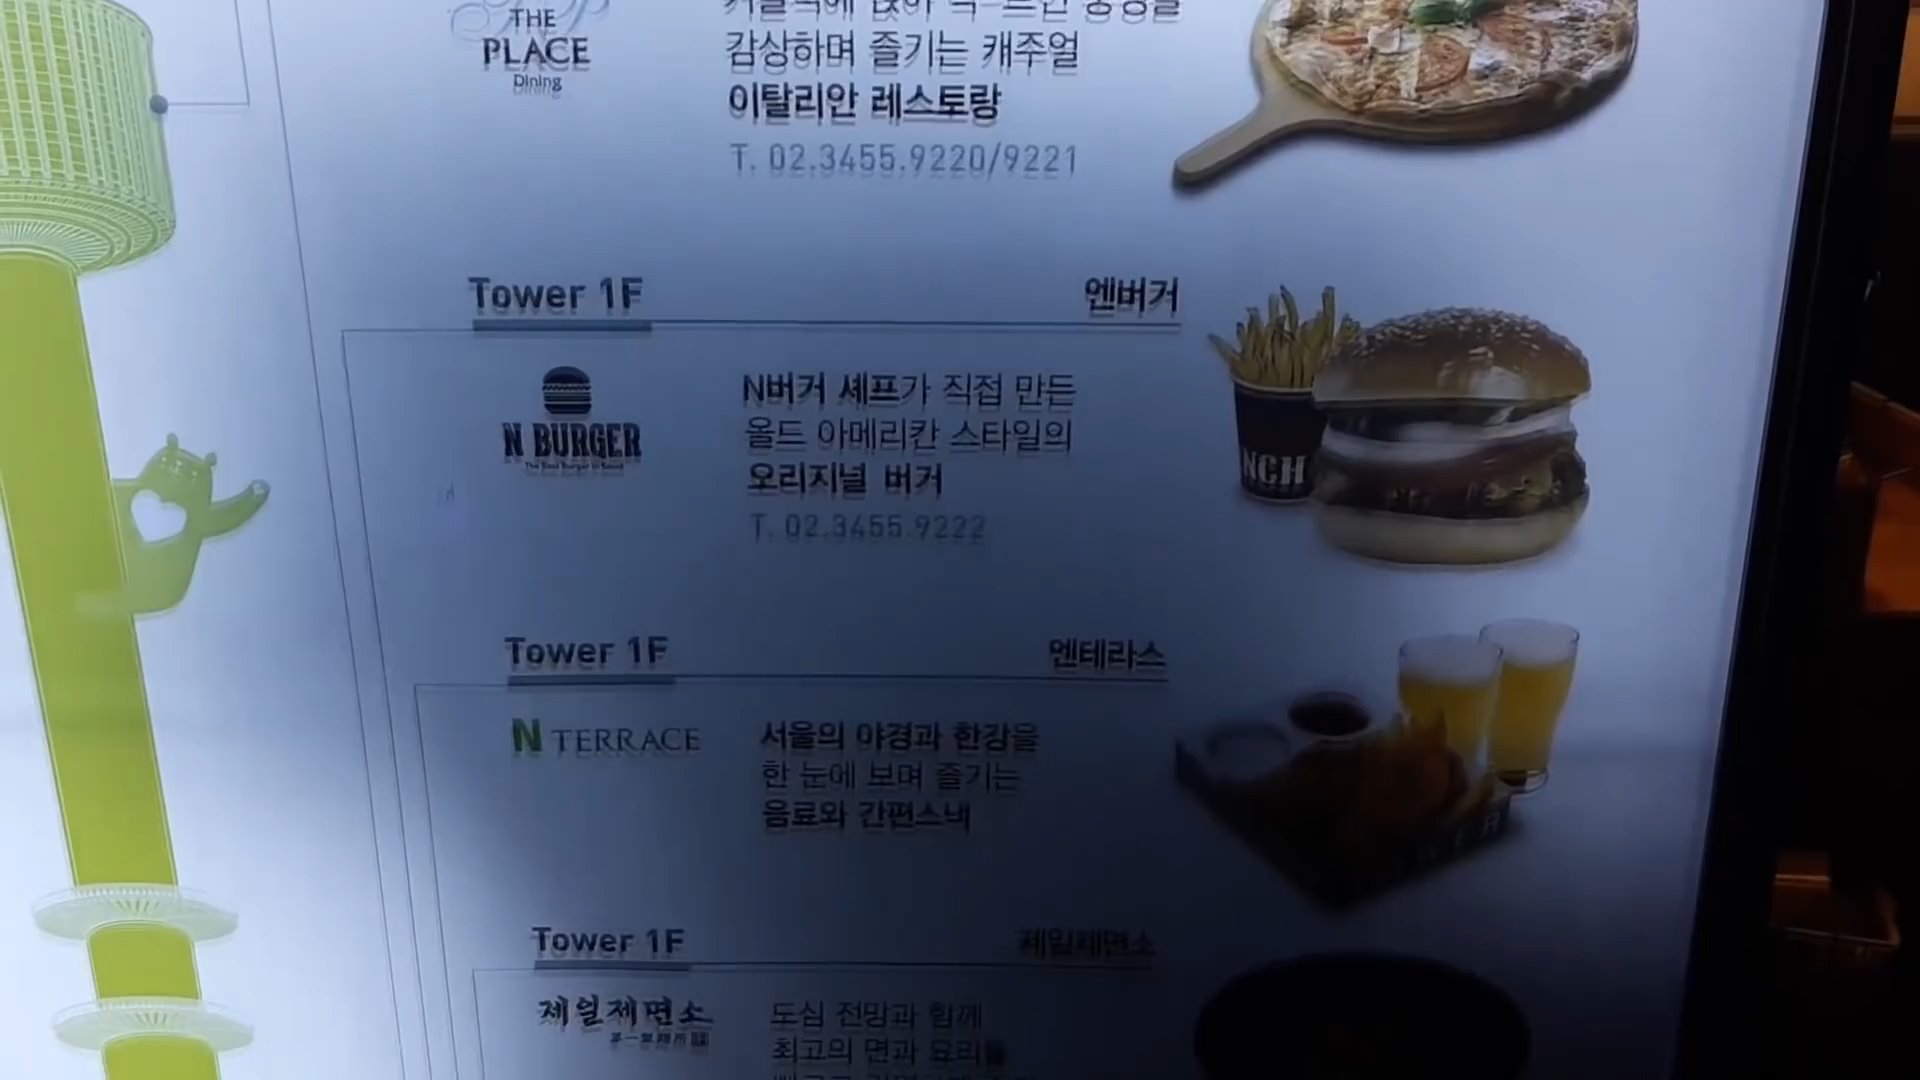 THE
PLACE
Dining
감상하며 즐기는 캐주얼
이탈리안 레스토랑
T. 02.3455.9220/9221
Tower 1F
엔버거
N BURGER
N버거 셰프가 직접 만든
올드 아메리칸 스타일의
오리지널 버거
T. 02.3455.9222
NCH
Tower 1F
엔테라스
N TERRACE
서울의 야경과 한강을
한 눈에 보며 즐기는
음료와 간편스낵
Tower 1F
제일제면소
제일제면소
도심 전망과 함께
최고의 면과 요리를